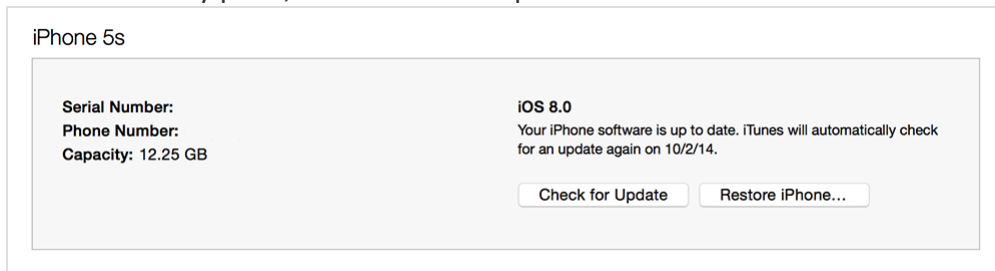 iPhone 5s
Serial Number:
Phone Number:
Capacity: 12.25 GB
iOS 8.0
Your iPhone software is up to date. iTunes will automatically check
for an update again on 10/2/14.
Check for Update
Restore iPhone...